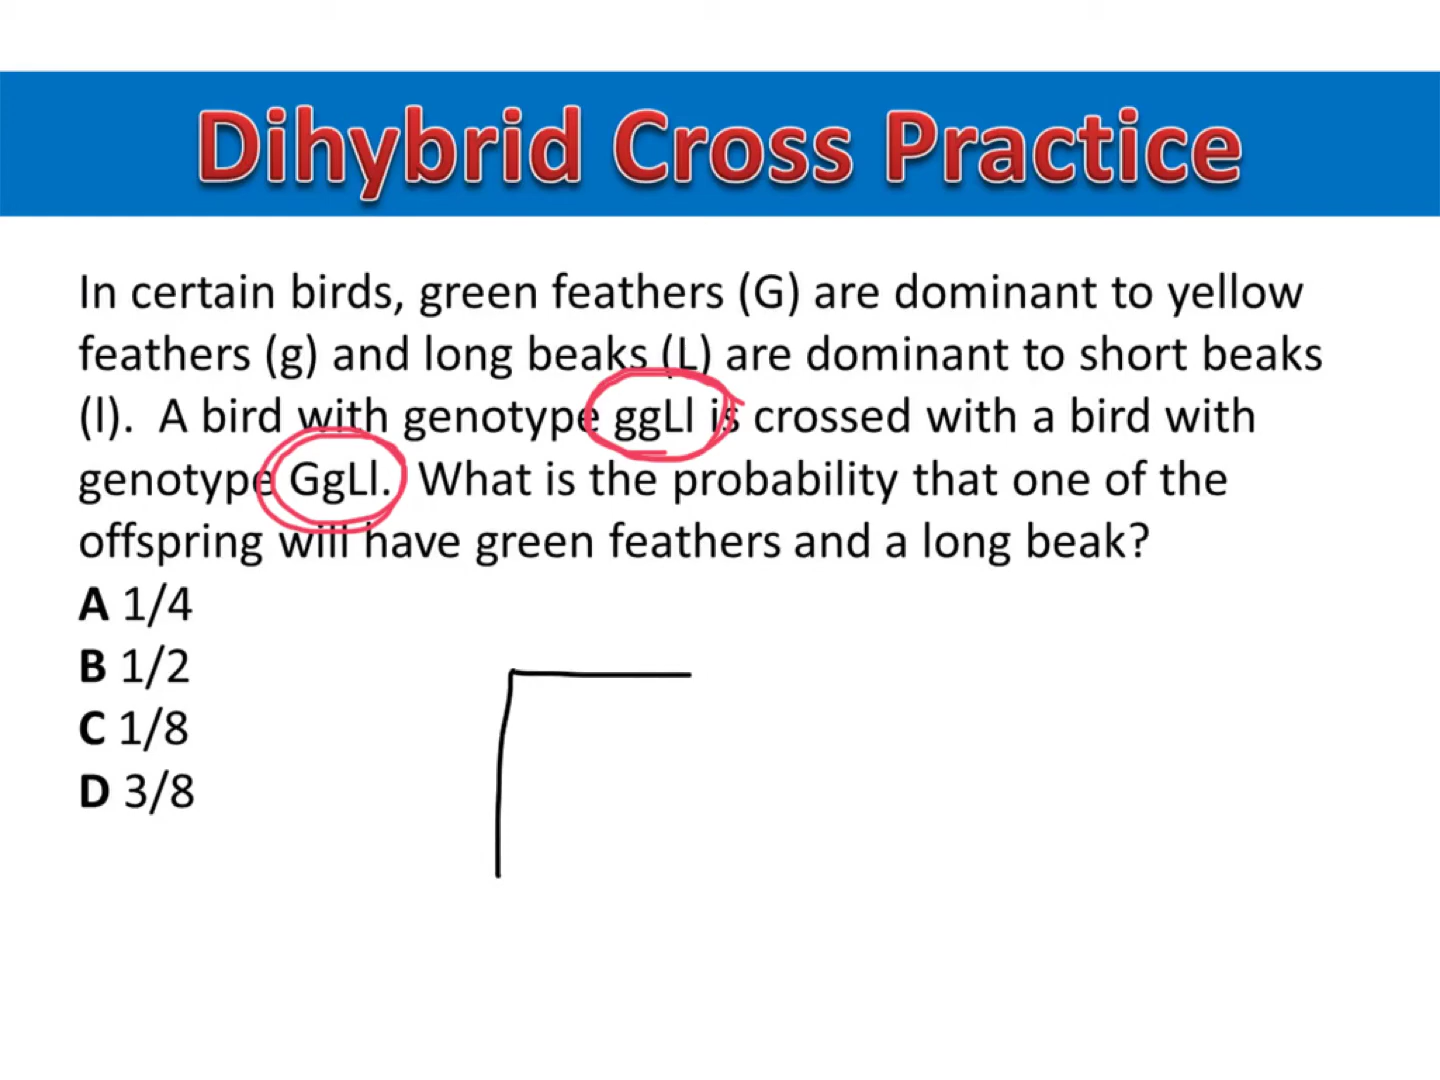 Dihybrid Cross Practice
In certain birds, green feathers (G) are dominant to yellow
feathers (g) and long beaks (L) are dominant to short beaks
(l). A bird with genotype ggLl is crossed with a bird with
genotype GgLl. What is the probability that one of the
offspring will have green feathers and a long beak?
A 1/4
B 1/2
C 1/8
D 3/8